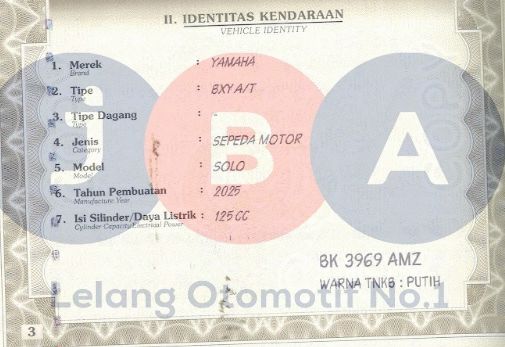 II. IDENTITAS KENDARAAN
VEHICLE IDENTITY
1. Merek : YAMAHA
Brand
2. Tipe : BXY A/T
Type
3. Tipe Dagang : -
Type
4. Jenis : SEPEDA MOTOR
Category
5. Model : SOLO
Model
6. Tahun Pembuatan : 2025
Manufacture Year
7. Isi Silinder/Daya Listrik : 125 CC
Cylinder Capacity/Electrical Power
BK 3969 AMZ
WARNA TNKB : PUTIH
j B A
Lelang Otomotif No.1
3